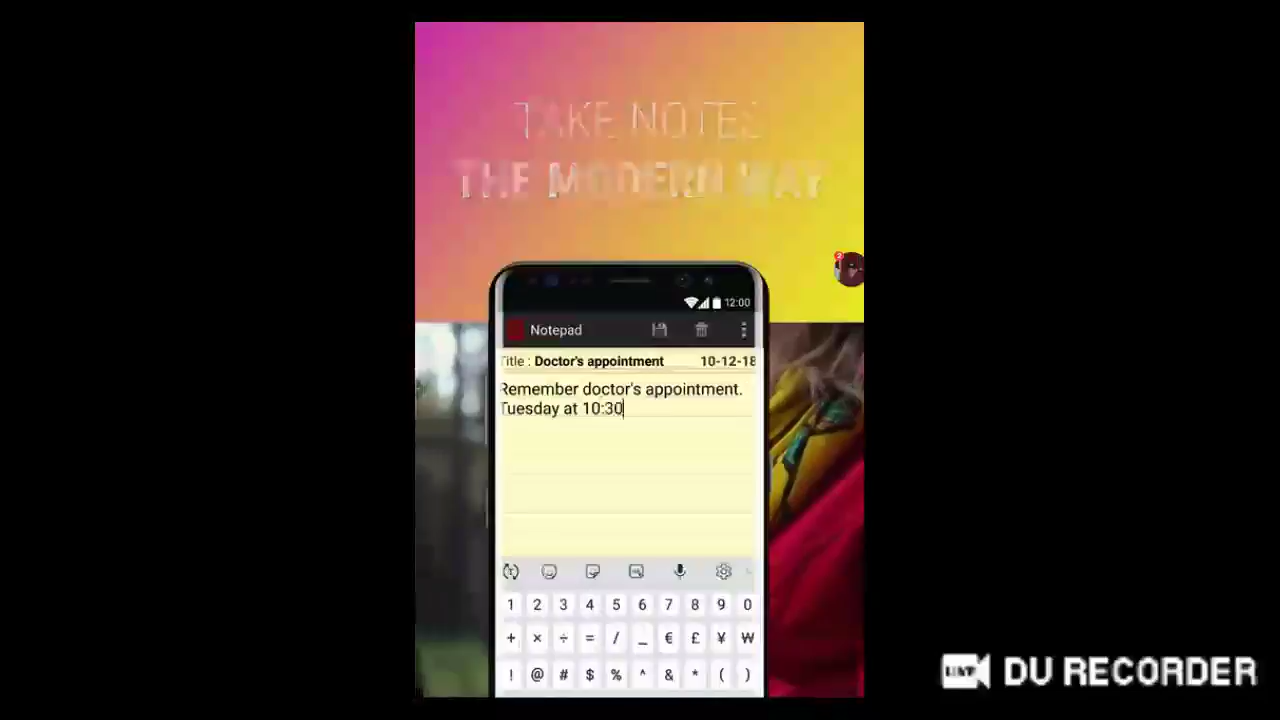 TAKE NOTES
THE MODERN WAY
2
12:00
Notepad
Title : Doctor's appointment 10-12-18
Remember doctor's appointment.
Tuesday at 10:30
1 2 3 4 5 6 7 8 9 0
+ × ÷ = / _ € £ ¥ ₩
! @ # $ % ^ & * ( )
DU RECORDER